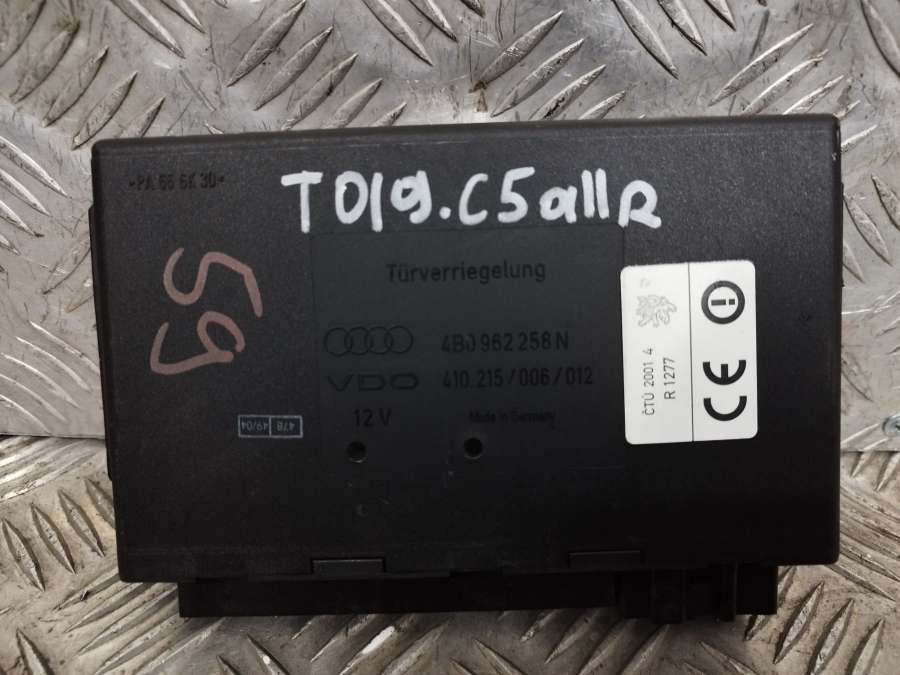 *PA 66 GK 30*
T019.C5allR
59
Türverriegelung
4B0 962 258 N
VDO 410.215/006/012
12 V Made in Germany
478 49/04
ČTÚ 2001 4
R 1277
CE